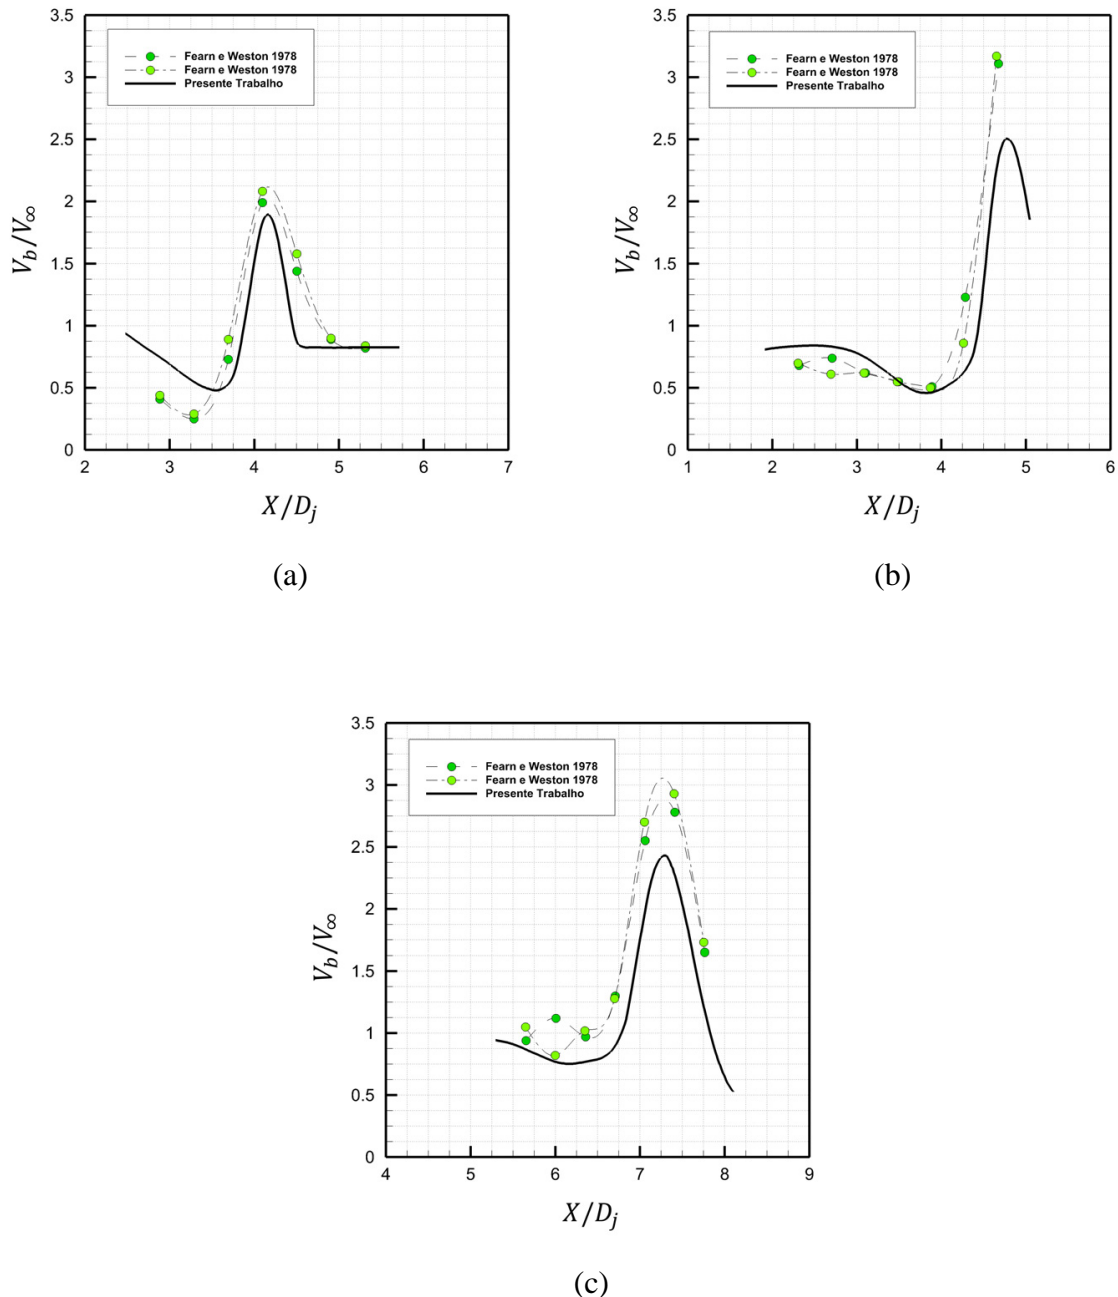 3.5
3
2.5
2
1.5
1
0.5
0
Fearn e Weston 1978
Fearn e Weston 1978
Presente Trabalho
V_b/V_∞
2 3 4 5 6 7
X/D_j
(a)
3.5
3
2.5
2
1.5
1
0.5
0
Fearn e Weston 1978
Fearn e Weston 1978
Presente Trabalho
V_b/V_∞
1 2 3 4 5 6
X/D_j
(b)
3.5
3
2.5
2
1.5
1
0.5
0
Fearn e Weston 1978
Fearn e Weston 1978
Presente Trabalho
V_b/V_∞
4 5 6 7 8 9
X/D_j
(c)